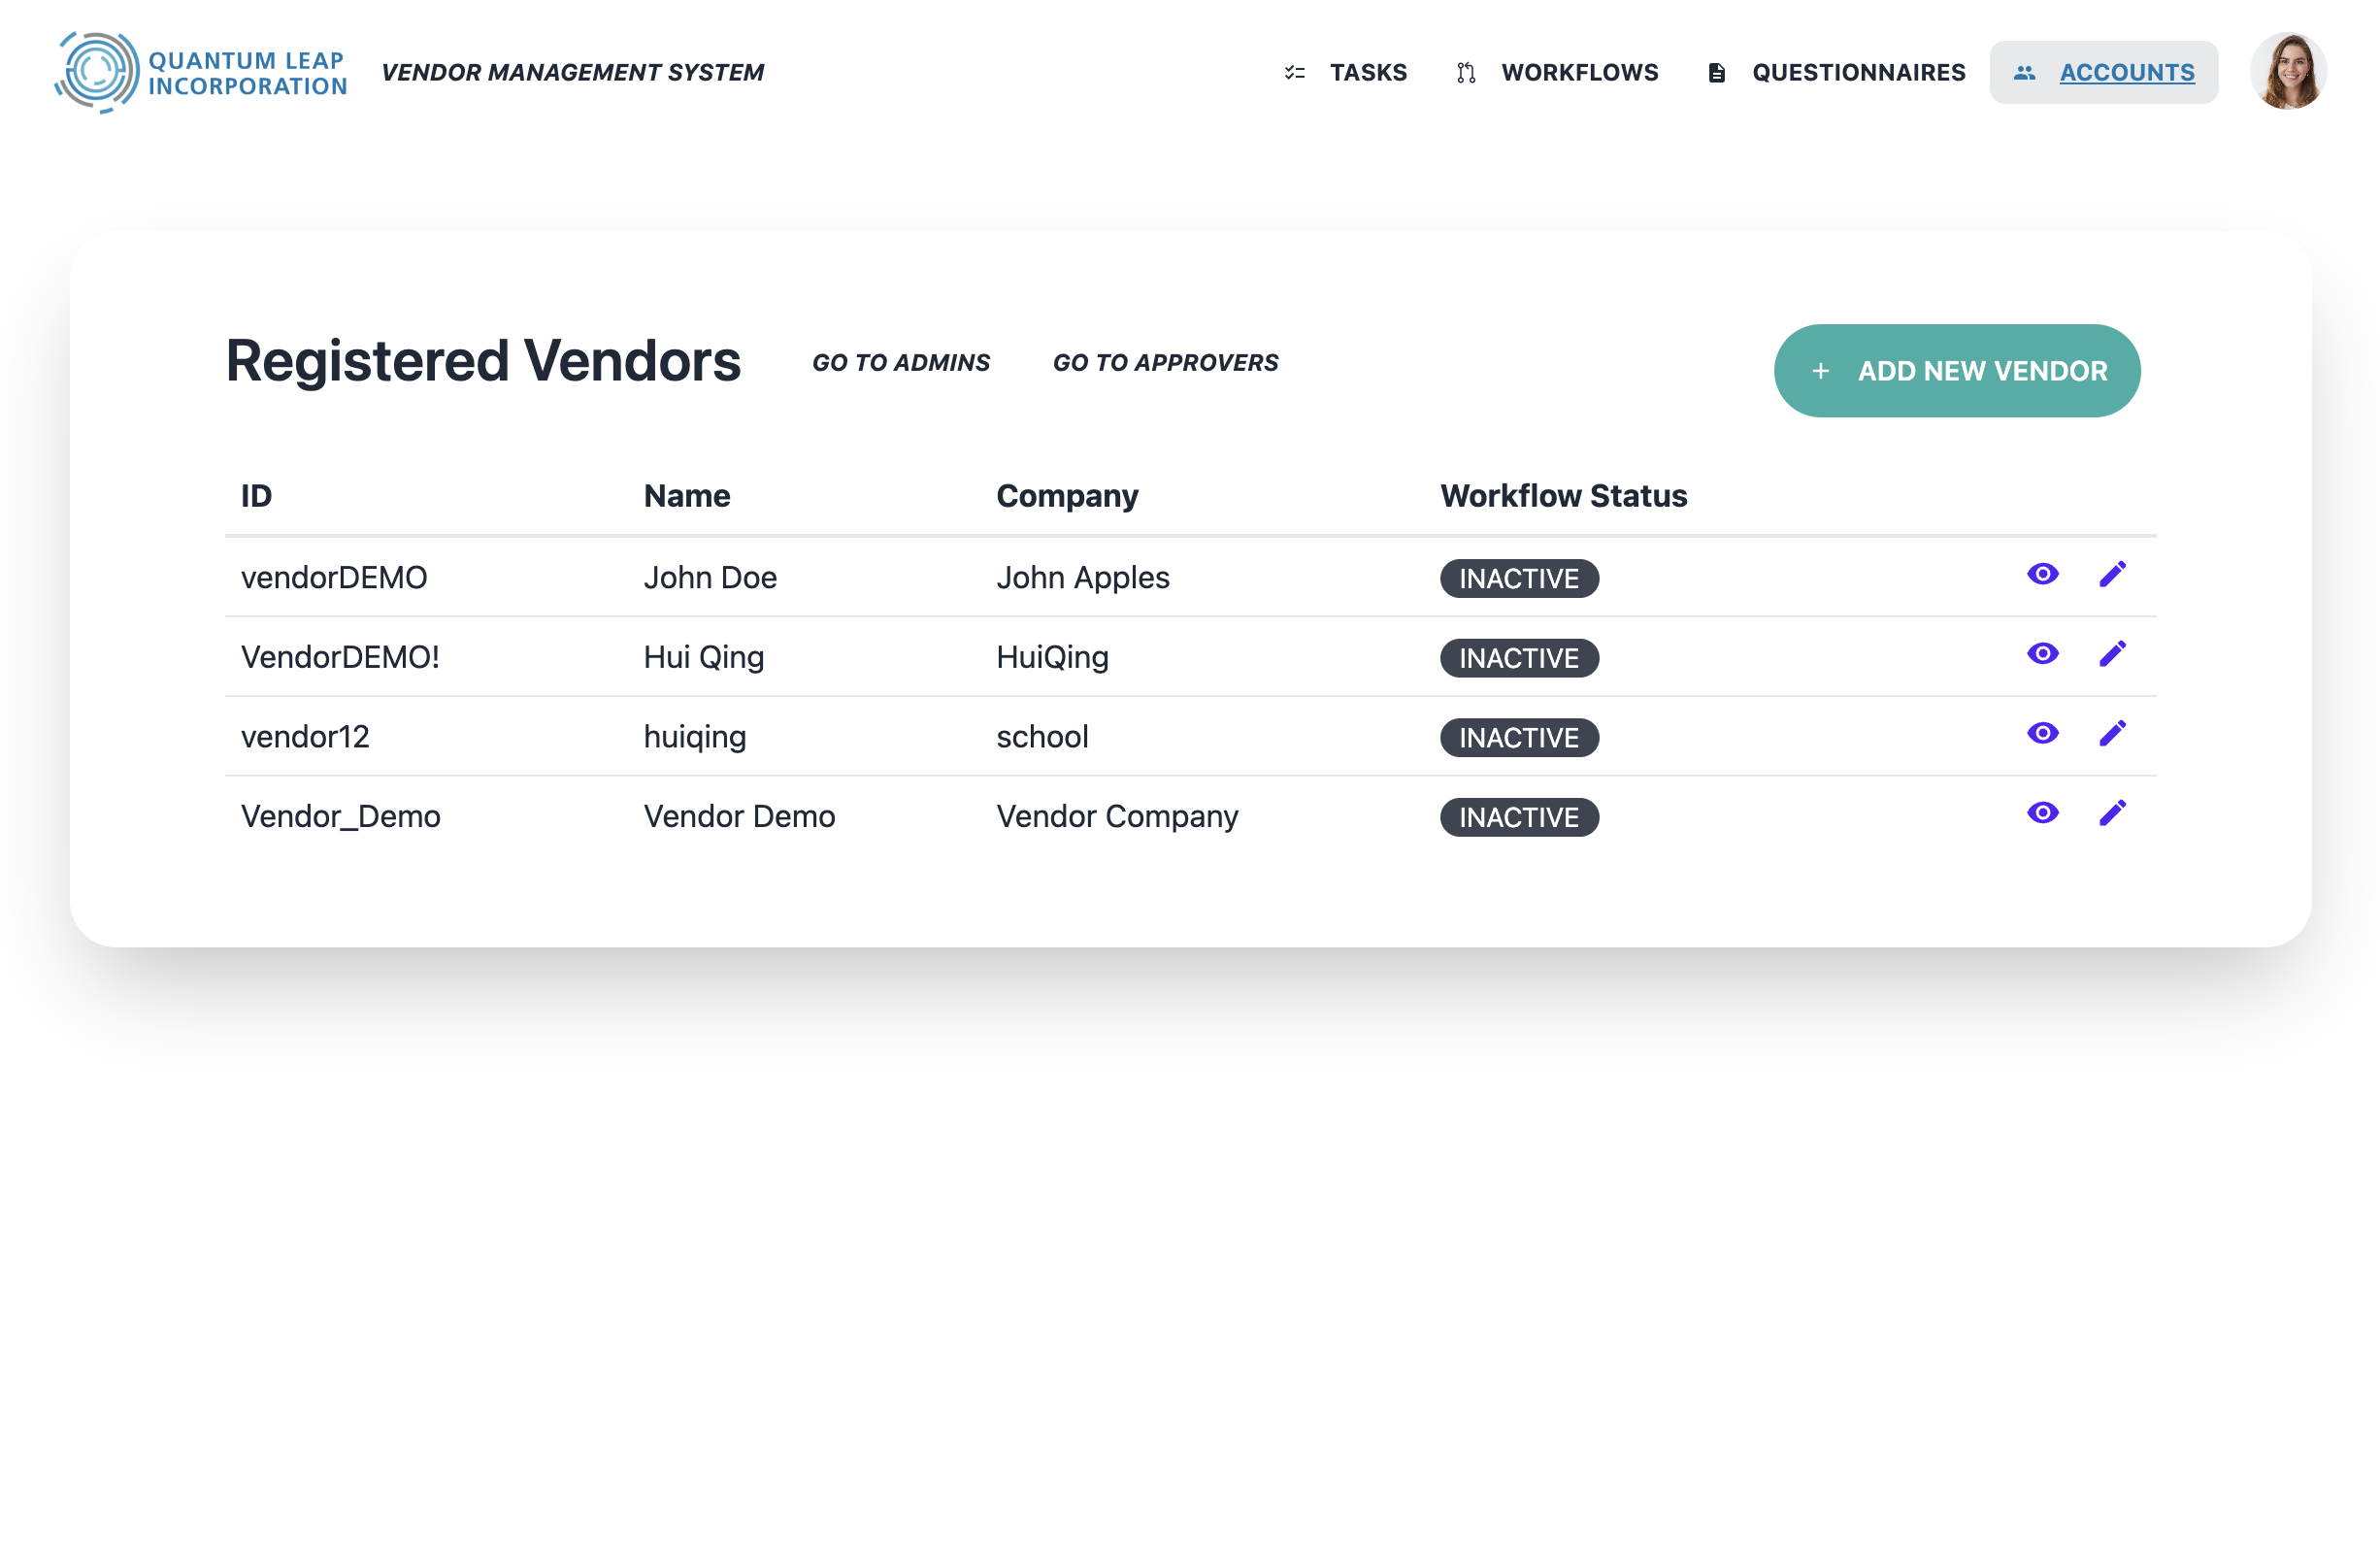 QUANTUM LEAP
INCORPORATION
VENDOR MANAGEMENT SYSTEM
TASKS
WORKFLOWS
QUESTIONNAIRES
ACCOUNTS
Registered Vendors
GO TO ADMINS
GO TO APPROVERS
+ ADD NEW VENDOR
ID Name Company Workflow Status
vendorDEMO John Doe John Apples INACTIVE
VendorDEMO! Hui Qing HuiQing INACTIVE
vendor12 huiqing school INACTIVE
Vendor_Demo Vendor Demo Vendor Company INACTIVE